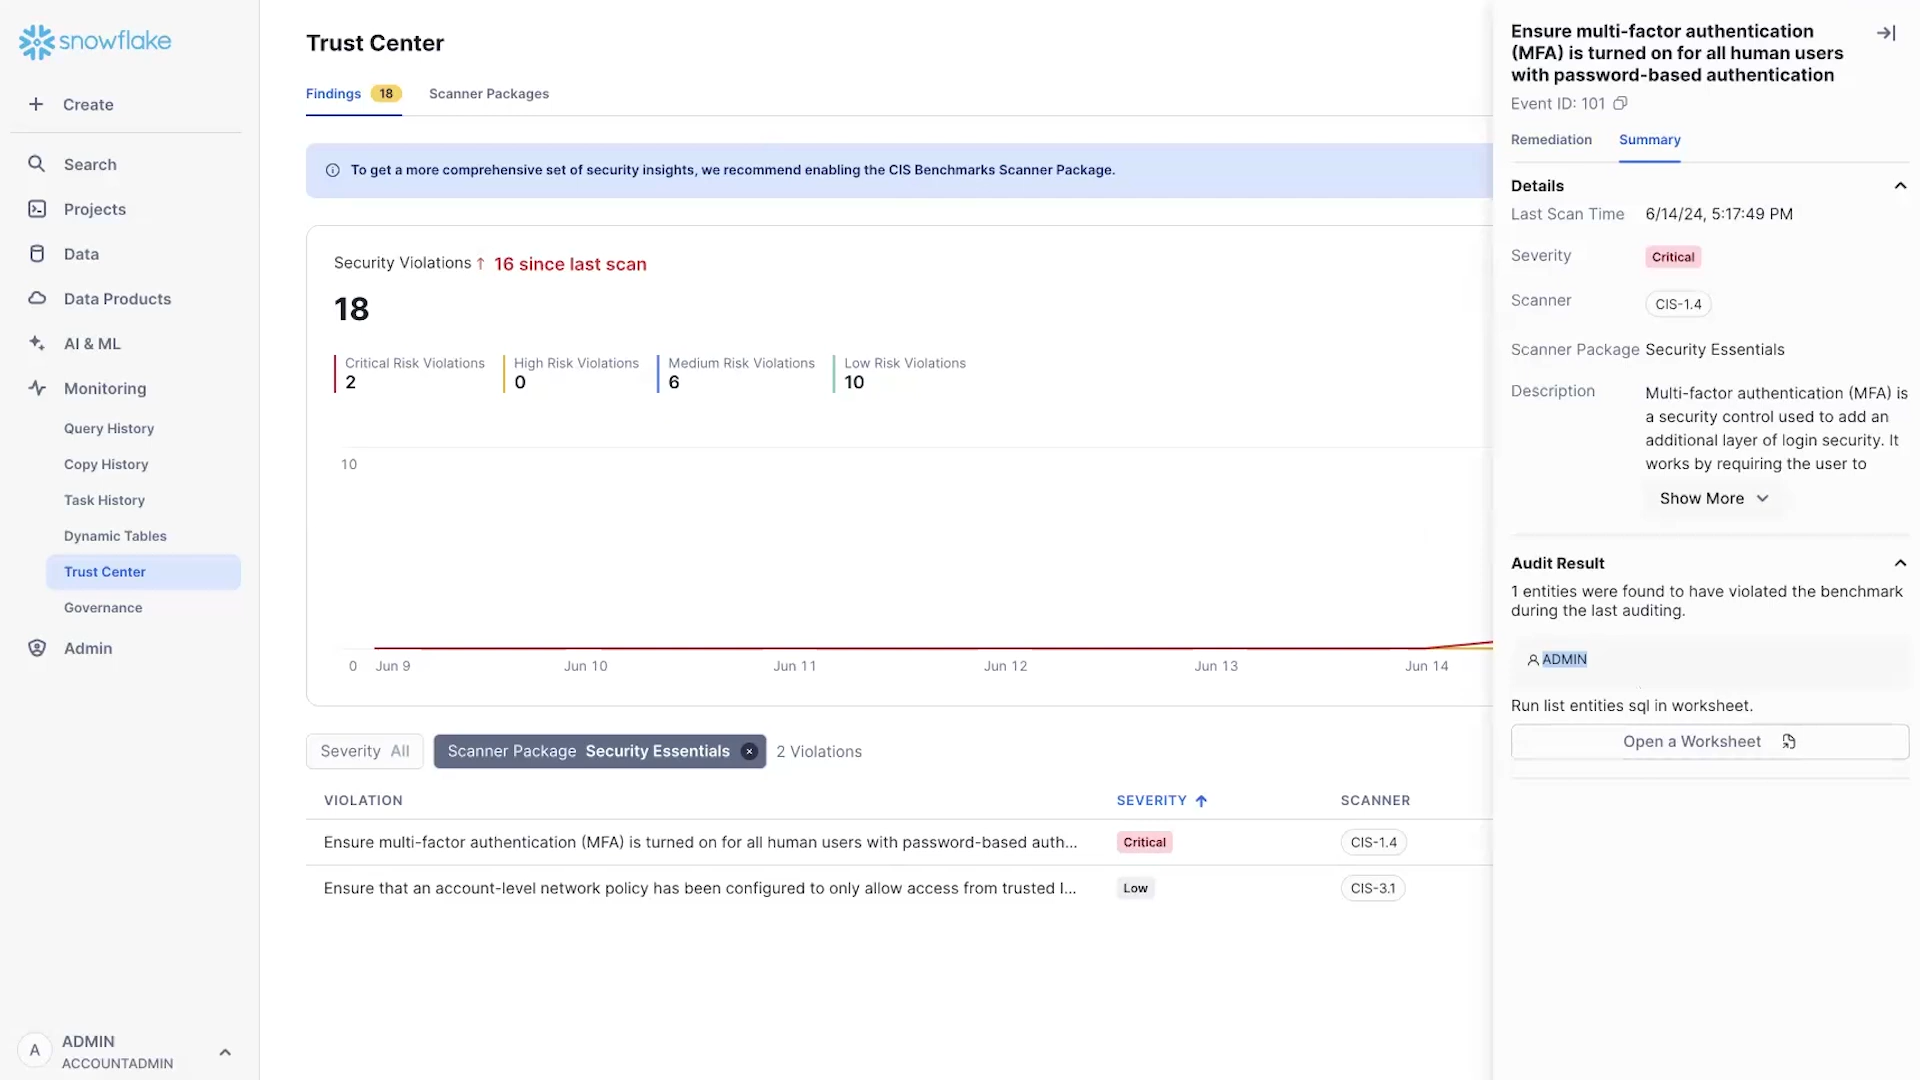 snowflake
Create
Search
Projects
Data
Data Products
AI & ML
Monitoring
Query History
Copy History
Task History
Dynamic Tables
Trust Center
Governance
Admin
A
ADMIN
ACCOUNTADMIN
Trust Center
Findings 18 Scanner Packages
To get a more comprehensive set of security insights, we recommend enabling the CIS Benchmarks Scanner Package.
Security Violations ↑ 16 since last scan
18
Critical Risk Violations High Risk Violations Medium Risk Violations Low Risk Violations
2 0 6 10
10
0 Jun 9 Jun 10 Jun 11 Jun 12 Jun 13 Jun 14
Severity All Scanner Package Security Essentials 2 Violations
VIOLATION SEVERITY SCANNER
Ensure multi-factor authentication (MFA) is turned on for all human users with password-based auth... Critical CIS-1.4
Ensure that an account-level network policy has been configured to only allow access from trusted I... Low CIS-3.1
Ensure multi-factor authentication
(MFA) is turned on for all human users
with password-based authentication
Event ID: 101
Remediation Summary
Details
Last Scan Time 6/14/24, 5:17:49 PM
Severity Critical
Scanner CIS-1.4
Scanner Package Security Essentials
Description Multi-factor authentication (MFA) is
a security control used to add an
additional layer of login security. It
works by requiring the user to
Show More
Audit Result
1 entities were found to have violated the benchmark
during the last auditing.
ADMIN
Run list entities sql in worksheet.
Open a Worksheet